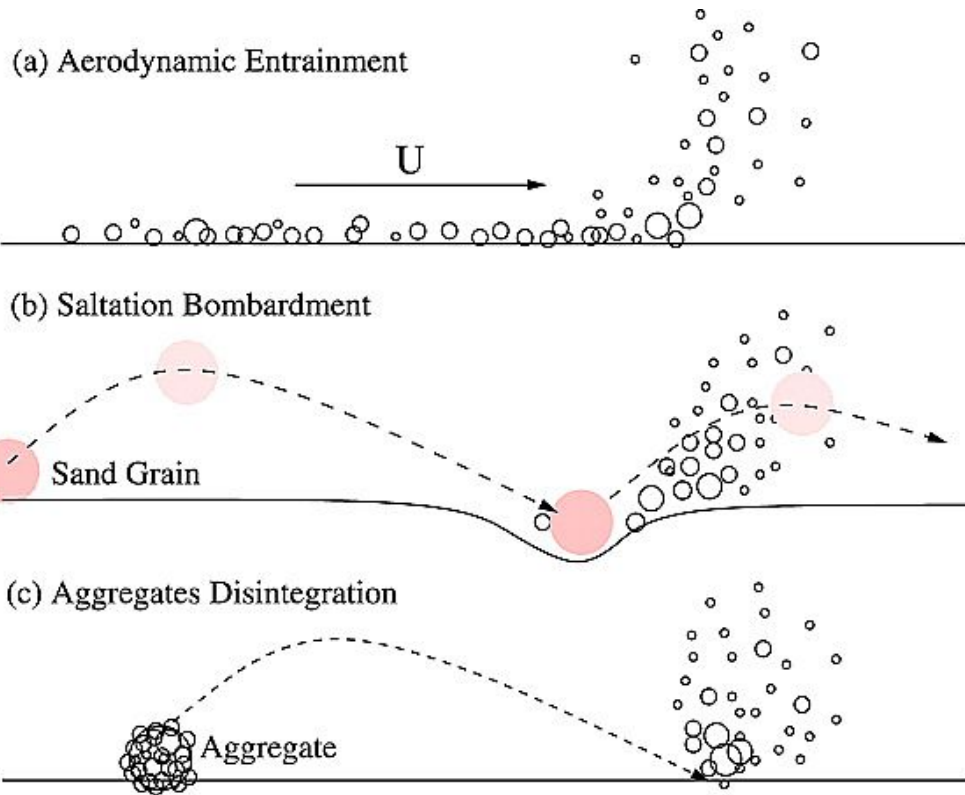 (a) Aerodynamic Entrainment
U
(b) Saltation Bombardment
Sand Grain
(c) Aggregates Disintegration
Aggregate